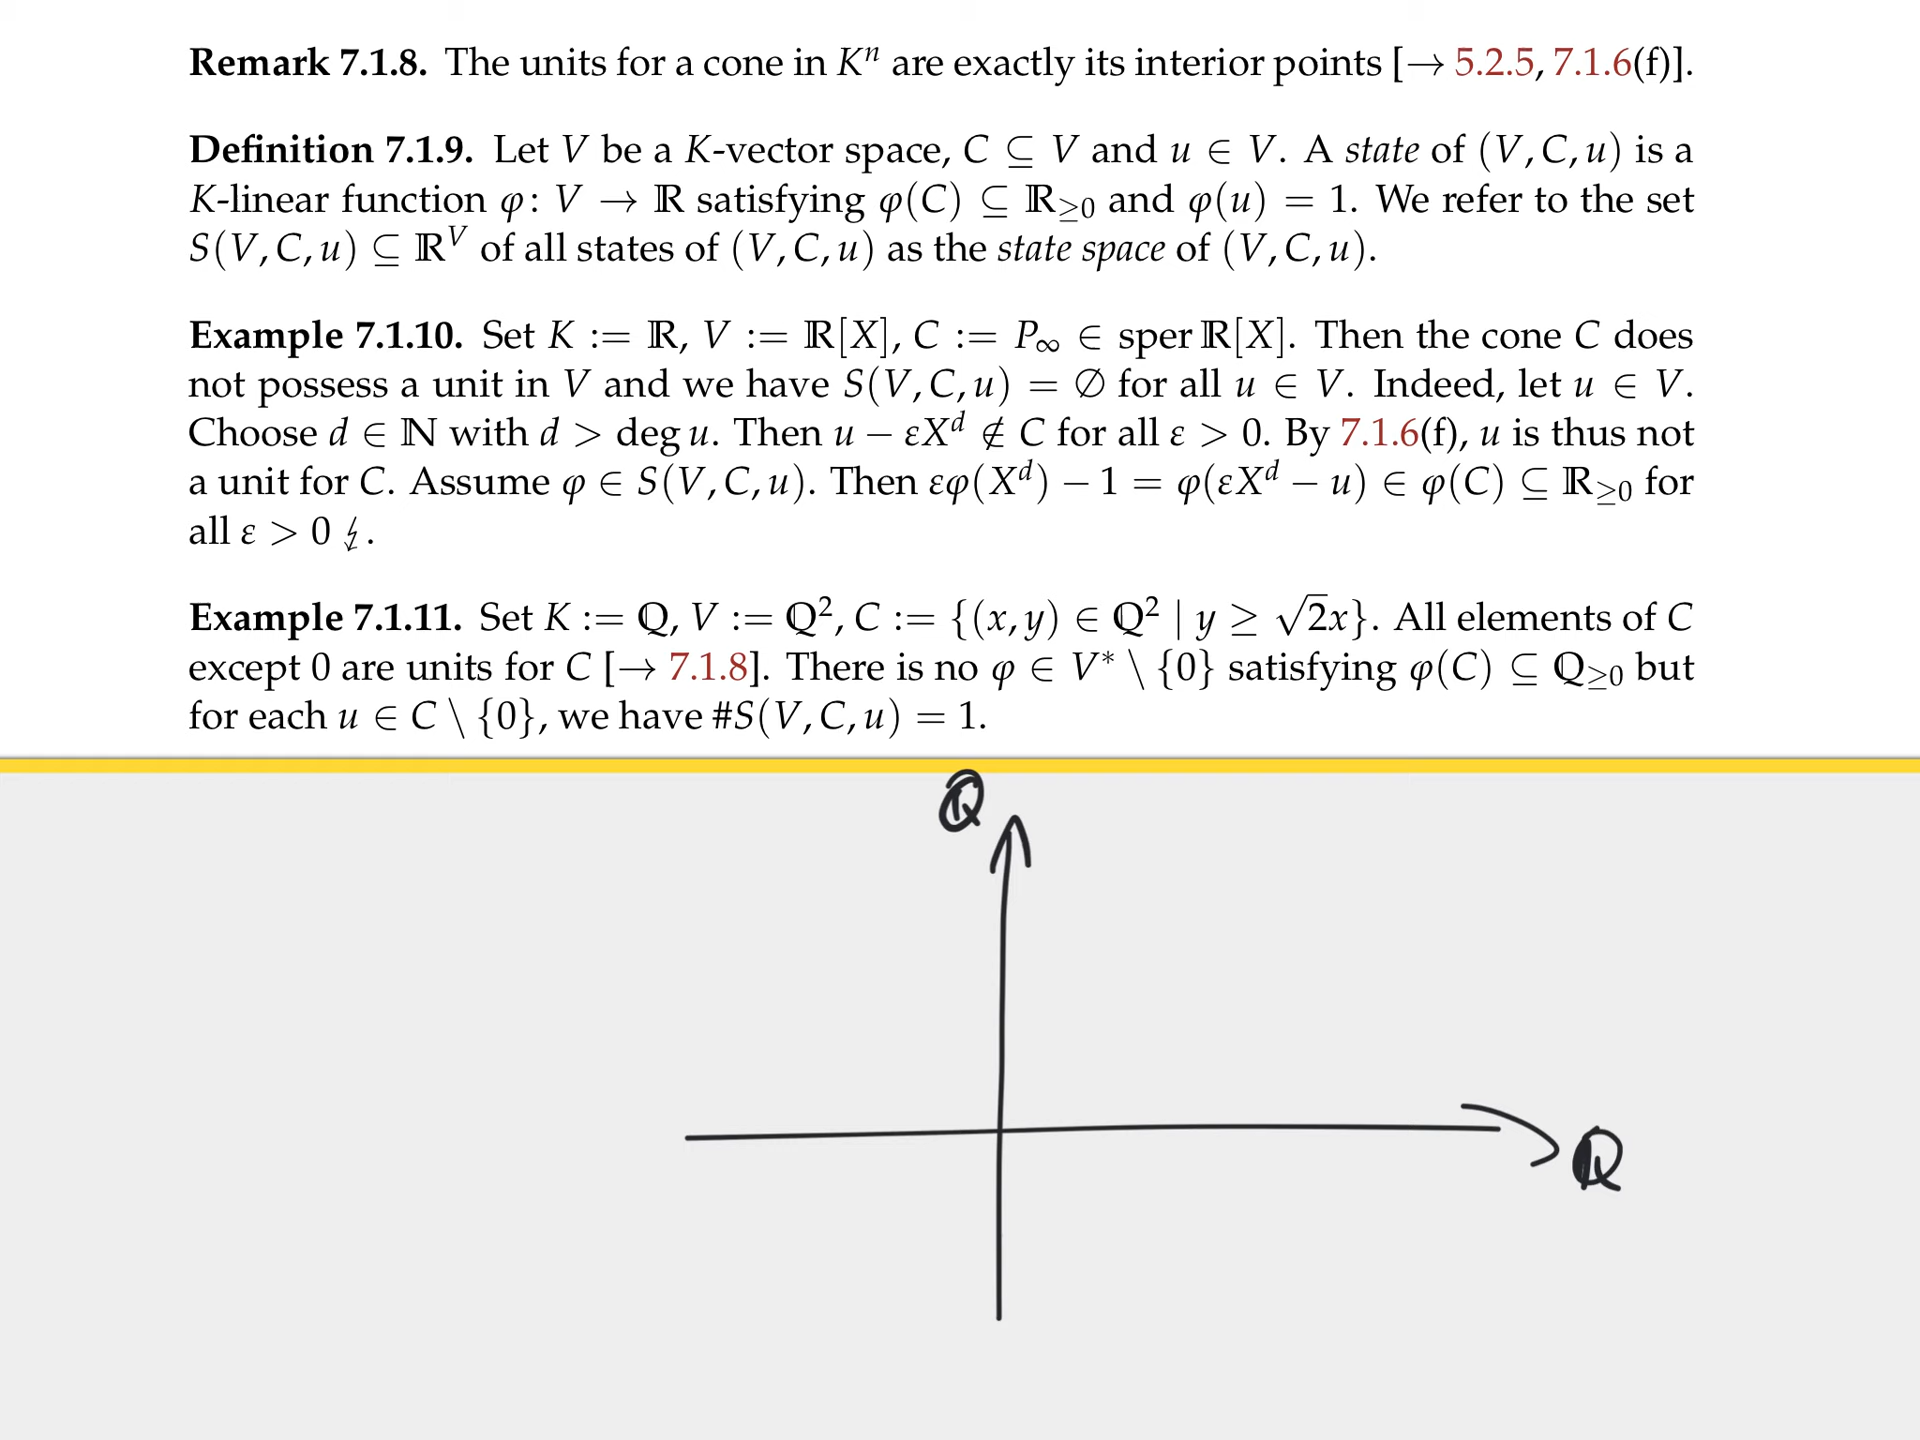 Remark 7.1.8. The units for a cone in Kⁿ are exactly its interior points [→ 5.2.5, 7.1.6(f)].
Definition 7.1.9. Let V be a K-vector space, C ⊆ V and u ∈ V. A state of (V, C, u) is a
K-linear function φ: V → ℝ satisfying φ(C) ⊆ ℝ≥0 and φ(u) = 1. We refer to the set
S(V, C, u) ⊆ ℝ^V of all states of (V, C, u) as the state space of (V, C, u).
Example 7.1.10. Set K := ℝ, V := ℝ[X], C := P∞ ∈ sper ℝ[X]. Then the cone C does
not possess a unit in V and we have S(V, C, u) = ∅ for all u ∈ V. Indeed, let u ∈ V.
Choose d ∈ ℕ with d > deg u. Then u − εX^d ∉ C for all ε > 0. By 7.1.6(f), u is thus not
a unit for C. Assume φ ∈ S(V, C, u). Then εφ(X^d) − 1 = φ(εX^d − u) ∈ φ(C) ⊆ ℝ≥0 for
all ε > 0 ↯.
Example 7.1.11. Set K := ℚ, V := ℚ², C := {(x, y) ∈ ℚ² | y ≥ √2x}. All elements of C
except 0 are units for C [→ 7.1.8]. There is no φ ∈ V* \ {0} satisfying φ(C) ⊆ ℚ≥0 but
for each u ∈ C \ {0}, we have #S(V, C, u) = 1.
ℚ
ℚ